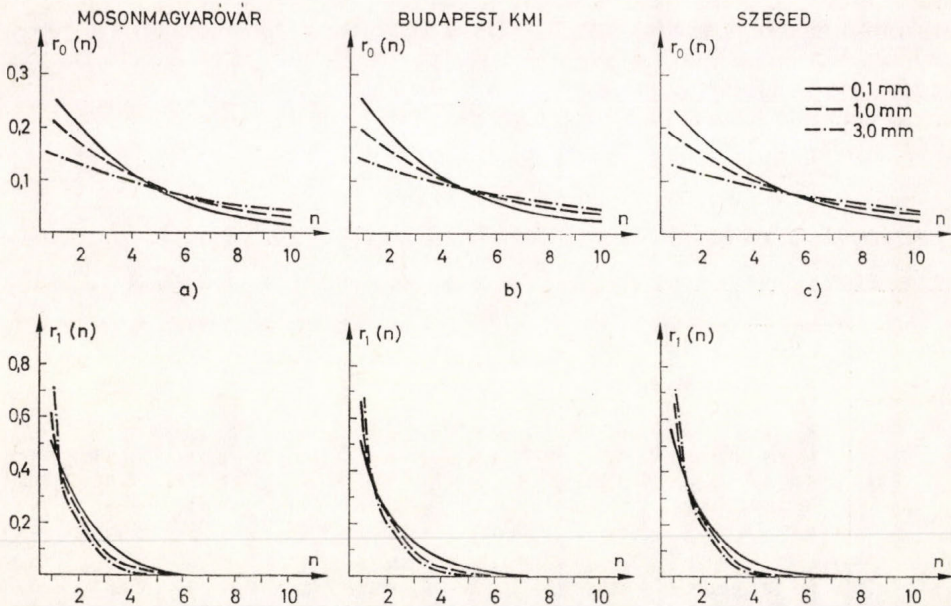 MOSONMAGYARÓVÁR
BUDAPEST, KMI
SZEGED
r₀ (n)
r₀ (n)
r₀ (n)
0,3
0,2
0,1
0,1 mm
1,0 mm
3,0 mm
n
n
n
2 4 6 8 10
2 4 6 8 10
2 4 6 8 10
a)
b)
c)
r₁ (n)
r₁ (n)
r₁ (n)
0,8
0,6
0,4
0,2
n
n
n
2 4 6 8 10
2 4 6 8 10
2 4 6 8 10